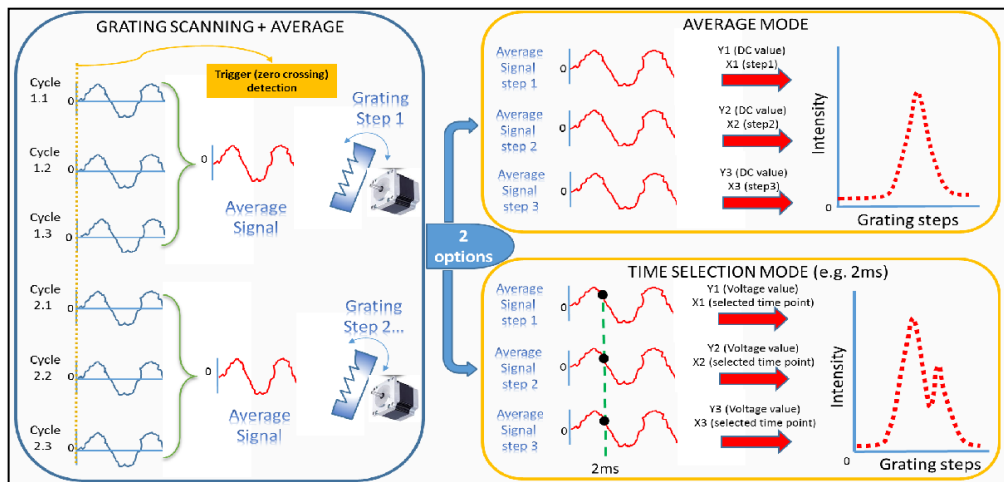 GRATING SCANNING + AVERAGE
Trigger (zero crossing)
detection
Cycle
1.1
0
1.2
0
1.3
0
0
Average
Signal
Grating
Step 1
2.1
0
Cycle
2.2
0
Cycle
2.3
0
0
Average
Signal
Grating
Step 2...
2
options
AVERAGE MODE
Average
Signal
step 1
0
Y1 (DC value)
X1 (step1)
Average
Signal
step 2
0
Y2 (DC value)
X2 (step2)
Average
Signal
step 3
0
Y3 (DC value)
X3 (step3)
Intensity
0
Grating steps
TIME SELECTION MODE (e.g. 2ms)
Average
Signal
step 1
0
Y1 (Voltage value)
X1 (selected time point)
Average
Signal
step 2
0
Y2 (Voltage value)
X2 (selected time point)
Average
Signal
step 3
0
Y3 (Voltage value)
X3 (selected time point)
2ms
Intensity
0
Grating steps